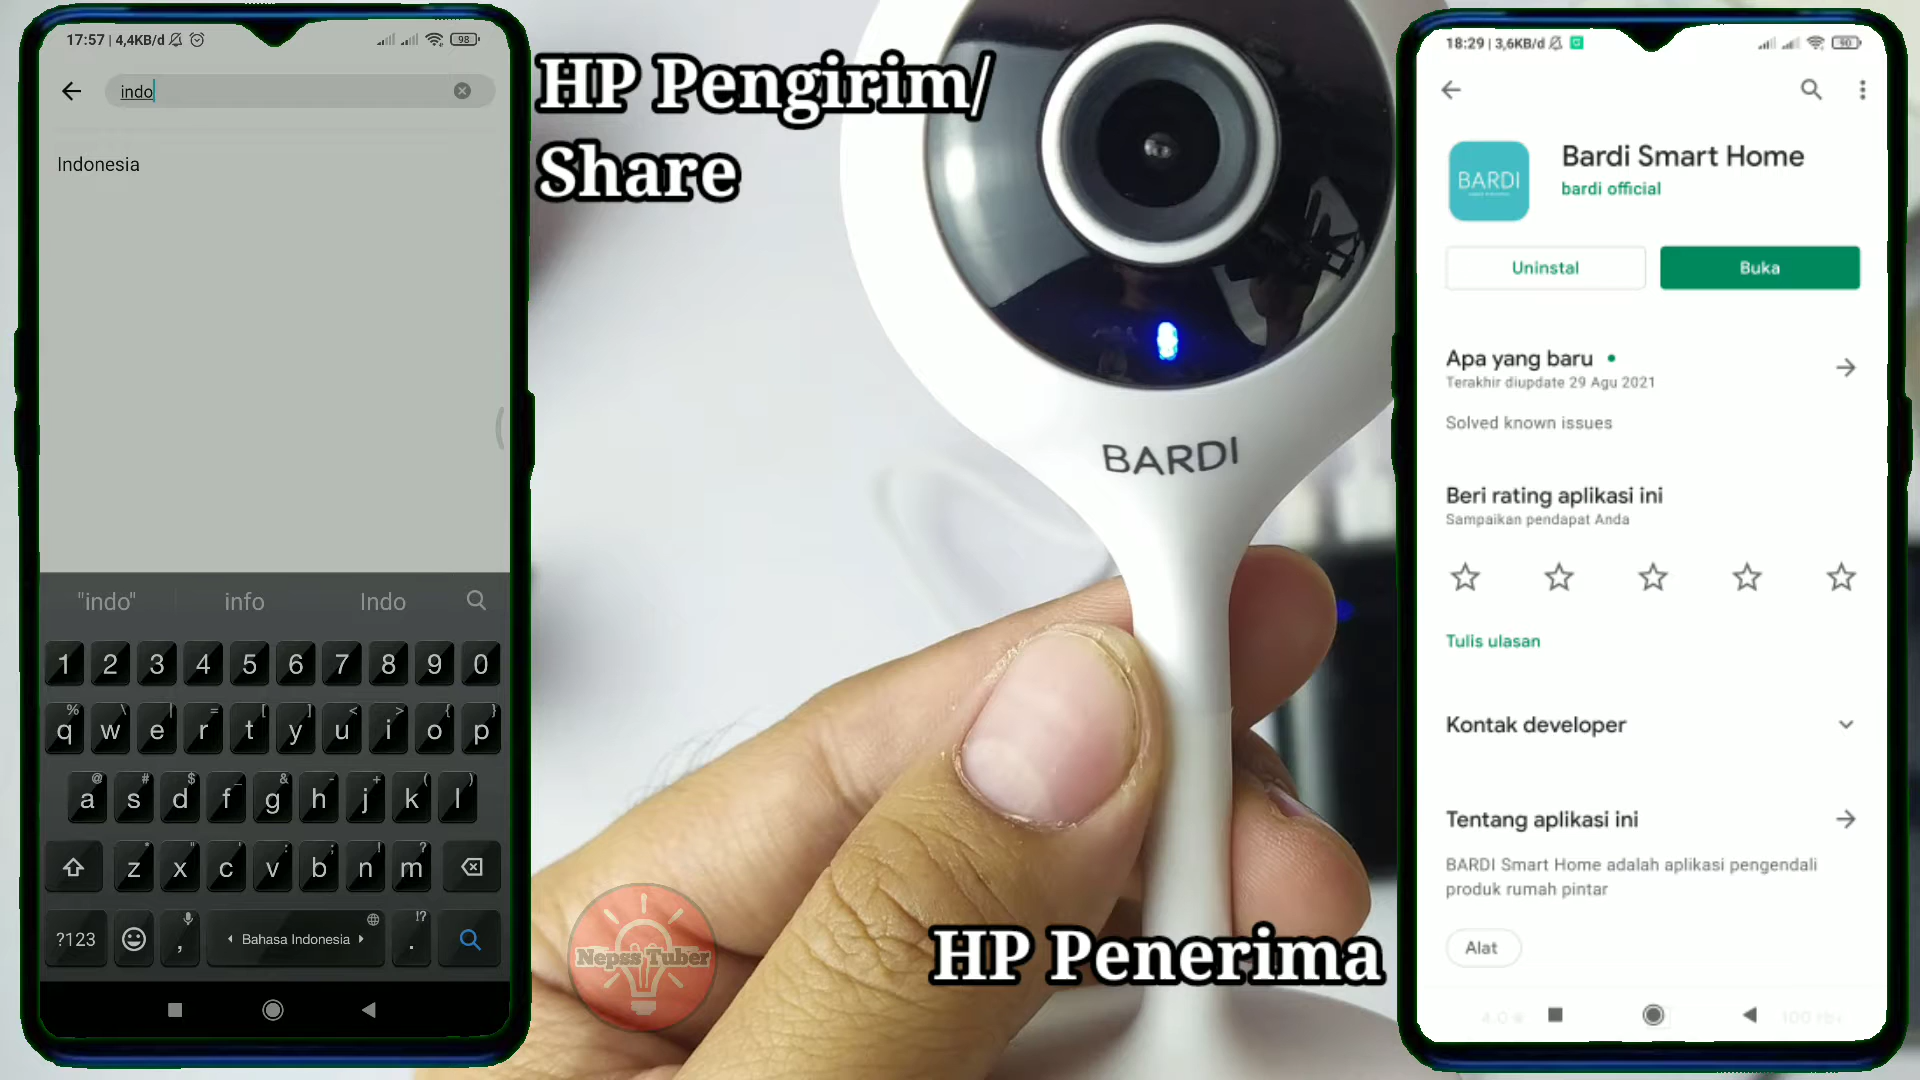 17:57 | 4,4KB/d
98
indo
Indonesia
"indo" info Indo
1 2 3 4 5 6 7 8 9 0
% \ | = [ ] < > { }
q w e r t y u i o p
@ # $ _ & - + ( )
a s d f g h j k l
* " ' : ; ! ?
z x c v b n m
!?
?123 , Bahasa Indonesia .
HP Pengirim/
Share
BARDI
Nepss Tuber
HP Penerima
18:29 | 3,6KB/d
90
BARDI
Bardi Smart Home
bardi official
Uninstal Buka
Apa yang baru
Terakhir diupdate 29 Agu 2021
Solved known issues
Beri rating aplikasi ini
Sampaikan pendapat Anda
Tulis ulasan
Kontak developer
Tentang aplikasi ini
BARDI Smart Home adalah aplikasi pengendali
produk rumah pintar
Alat